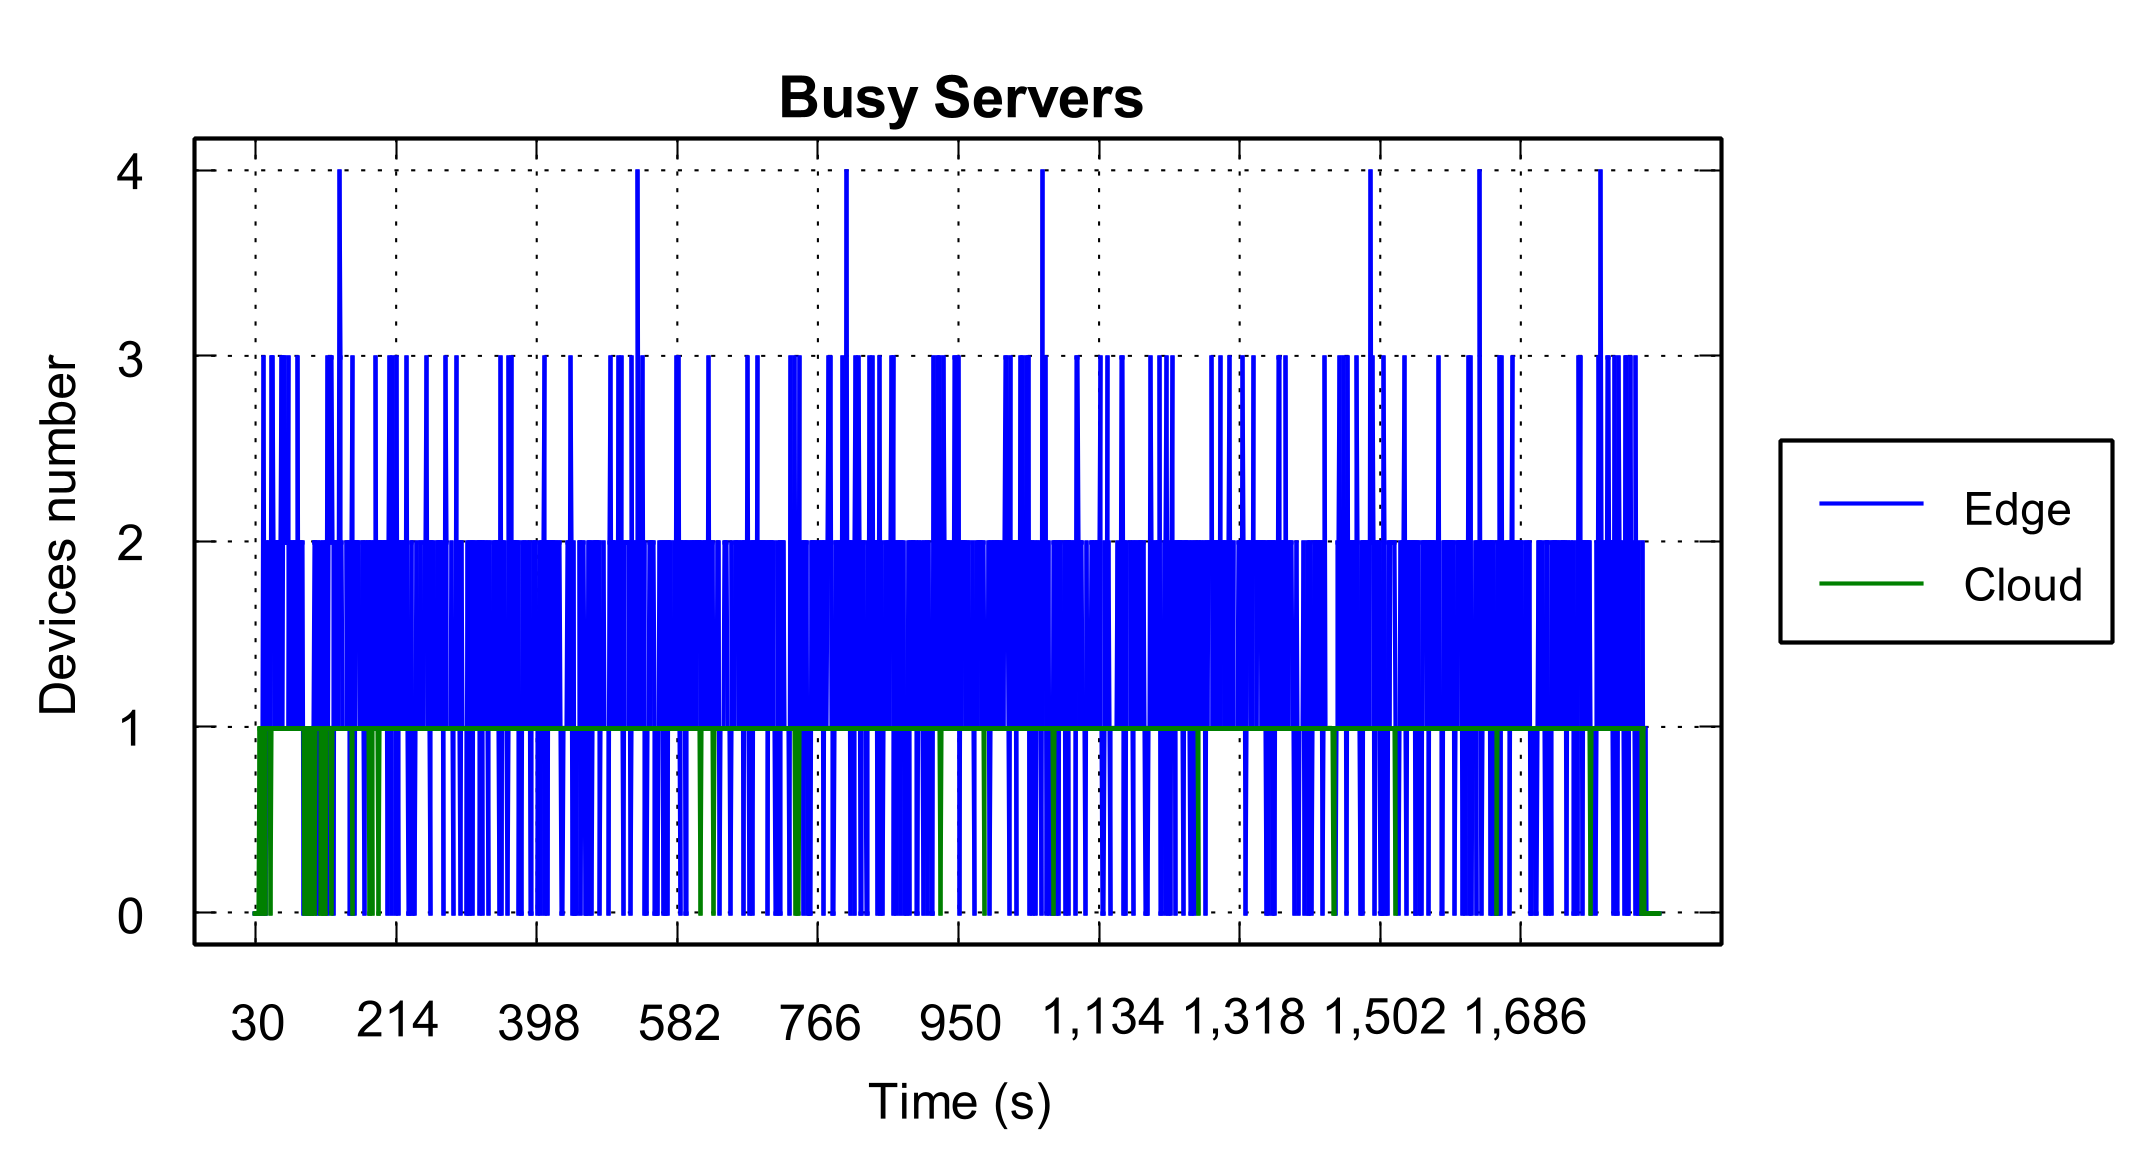 Busy Servers
4
3
2
1
0
Devices number
30 214 398 582 766 950 1,134 1,318 1,502 1,686
Time (s)
Edge
Cloud